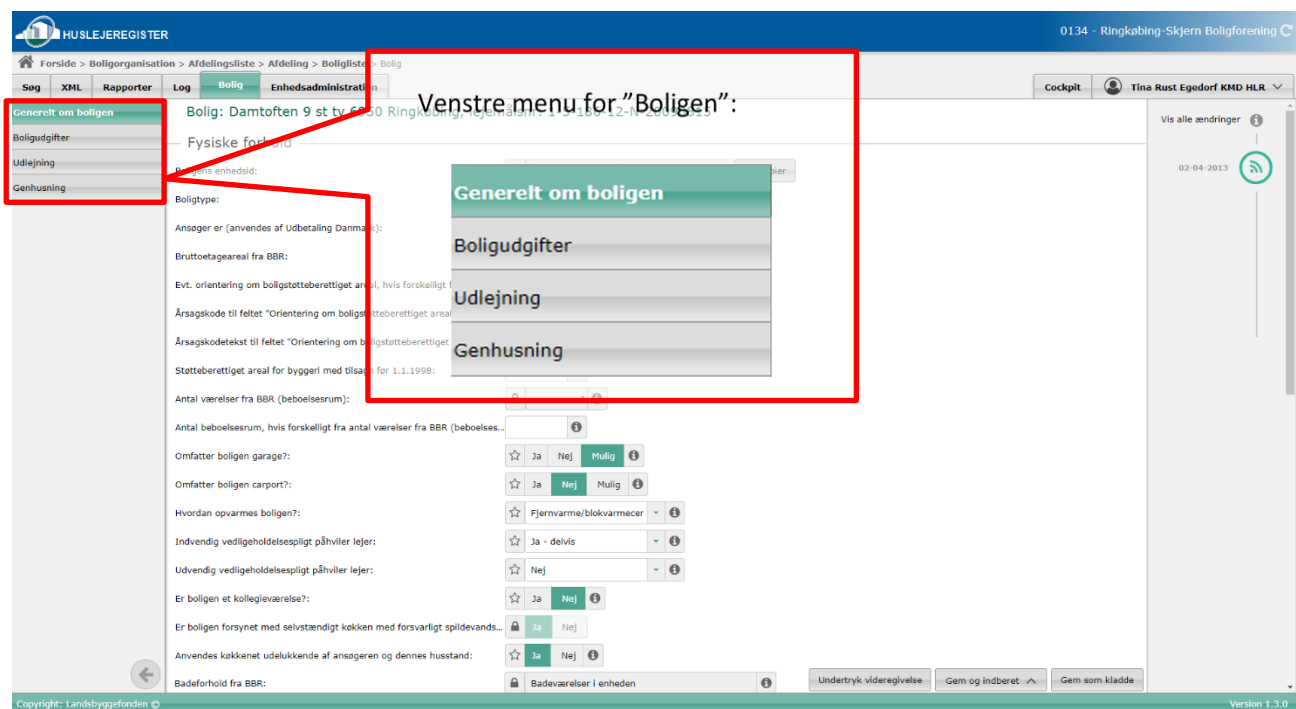 HUSLEJEREGISTER
0134 - Ringkøbing-Skjern Boligforening
Forside > Boligorganisation > Afdelingsliste > Afdeling > Boligliste > Bolig
Søg XML Rapporter Log Bolig Enhedsadministration
Cockpit Tina Rust Egedorf KMD HLR
Venstre menu for ”Boligen”:
Generelt om boligen
Boligudgifter
Udlejning
Genhusning
Bolig: Damtoften 9 st tv 6950 Ringkøbing, lejemålsnr
Fysiske forhold
Boligens enhedsid:
Boligtype:
Ansøger er (anvendes af Udbetaling Danmark):
Bruttoetageareal fra BBR:
Evt. orientering om boligstøtteberettiget areal, hvis forskelligt
Årsagskode til feltet "Orientering om boligstøtteberettiget areal
Årsagskodetekst til feltet "Orientering om boligstøtteberettiget
Støtteberettiget areal for byggeri med tilsagn før 1.1.1998:
Antal værelser fra BBR (beboelsesrum):
Antal beboelsesrum, hvis forskelligt fra antal værelser fra BBR (beboelses...
Omfatter boligen garage?: Ja Nej Mulig
Omfatter boligen carport?: Ja Nej Mulig
Hvordan opvarmes boligen?: Fjernvarme/blokvarmecer
Indvendig vedligeholdelsespligt påhviler lejer: Ja - delvis
Udvendig vedligeholdelsespligt påhviler lejer: Nej
Er boligen et kollegieværelse?: Ja Nej
Er boligen forsynet med selvstændigt køkken med forsvarligt spildevands... Ja Nej
Anvendes køkkenet udelukkende af ansøgeren og dennes husstand: Ja Nej
Badeforhold fra BBR: Badeværelser i enheden
Generelt om boligen
Boligudgifter
Udlejning
Genhusning
Vis alle ændringer
02-04-2013
Undertryk videregivelse Gem og indberet Gem som kladde
Copyright: Landsbyggefonden ©
Version 1.3.0